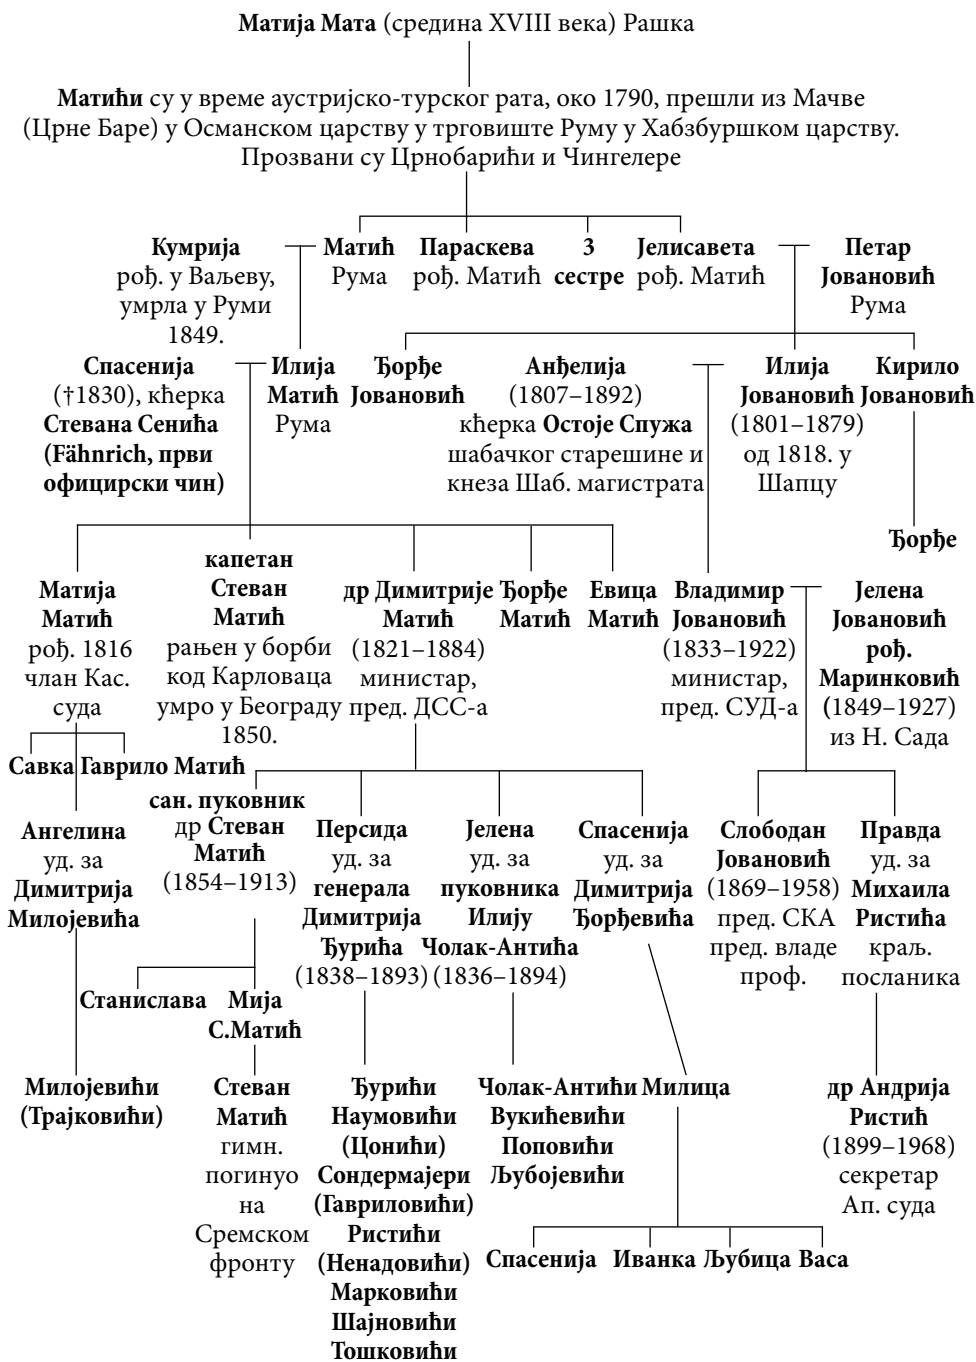 Матија Мата (средина XVIII века) Рашка
Матићи су у време аустријско-турског рата, око 1790, прешли из Мачве
(Црне Баре) у Османском царству у трговиште Руму у Хабзбуршком царству.
Прозвани су Црнобарићи и Чингелере
Кумрија
рођ. у Ваљеву,
умрла у Руми
1849.
Матић
Рума
Параскева
рођ. Матић
3
сестре
Јелисавета
рођ. Матић
Петар
Јовановић
Рума
Спасенија
(†1830), кћерка
Стевана Сенића
(Fähnrich, први
официрски чин)
Илија
Матић
Рума
Ђорђе
Јовановић
Анђелија
(1807–1892)
кћерка Остоје Спужа
шабачког старешине и
кнеза Шаб. магистрата
Илија
Јовановић
(1801–1879)
од 1818. у
Шапцу
Кирило
Јовановић
Ђорђе
Матија
Матић
рођ. 1816
члан Кас.
суда
капетан
Стеван
Матић
рањен у борби
код Карловаца
умро у Београду
1850.
др Димитрије
Матић
(1821–1884)
министар,
пред. ДСС-а
Ђорђе
Матић
Евица
Матић
Владимир
Јовановић
(1833–1922)
министар,
пред. СУД-а
Јелена
Јовановић
рођ.
Маринковић
(1849–1927)
из Н. Сада
Савка Гаврило Матић
Ангелина
уд. за
Димитрија
Милојевића
сан. пуковник
др Стеван
Матић
(1854–1913)
Персида
уд. за
генерала
Димитрија
Ђурића
(1838–1893)
Јелена
уд. за
пуковника
Илију
Чолак-Антића
(1836–1894)
Спасенија
уд. за
Димитрија
Ђорђевића
Слободан
Јовановић
(1869–1958)
пред. СКА
пред. владе
проф.
Правда
уд. за
Михаила
Ристића
краљ.
посланика
Станислава
Мија
С.Матић
Милојевићи
(Трајковићи)
Стеван
Матић
гимн.
погинуо
на
Сремском
фронту
Ђурићи
Наумовићи
(Цонићи)
Сондермајери
(Гавриловићи)
Ристићи
(Ненадовићи)
Марковићи
Шајновићи
Тошковићи
Чолак-Антићи
Вукићевићи
Поповићи
Љубојевићи
Милица
др Андрија
Ристић
(1899–1968)
секретар
Ап. суда
Спасенија Иванка Љубица Васа